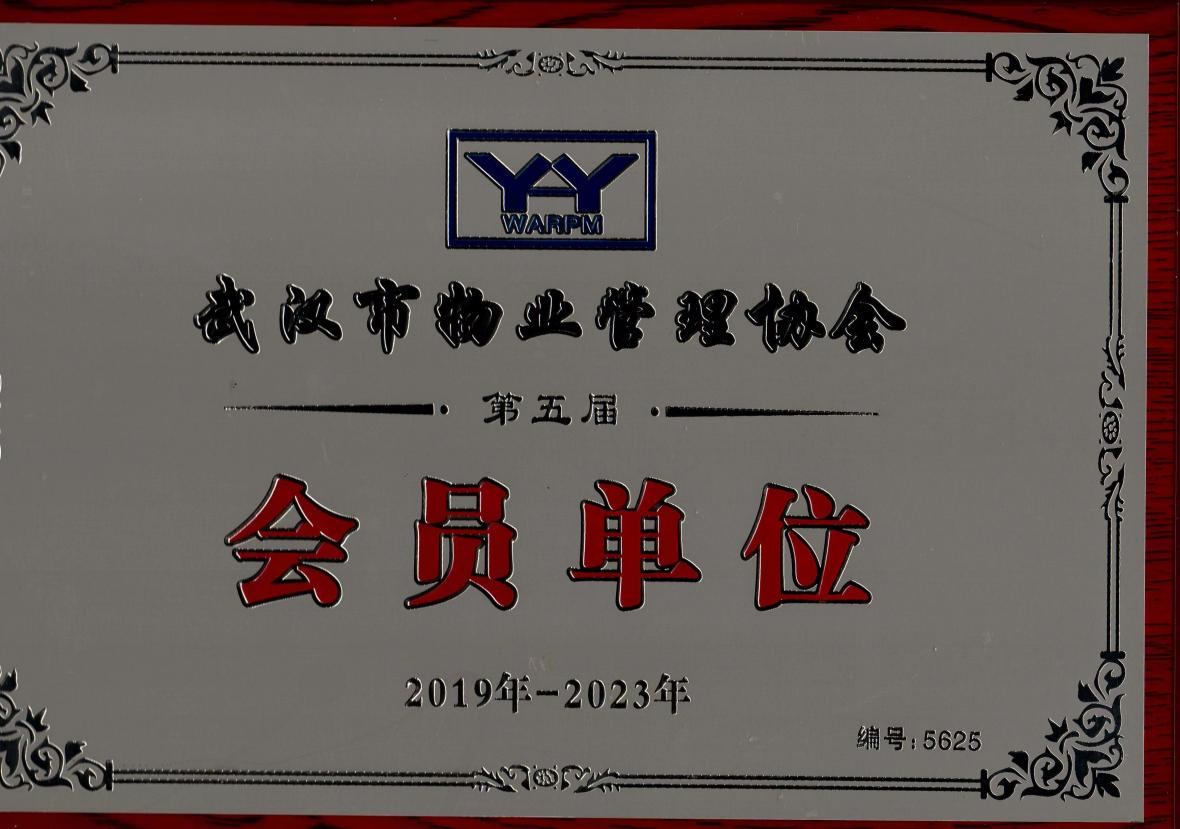 WARPM
武汉市物业管理协会
第五届
会员单位
2019年-2023年
编号:5625